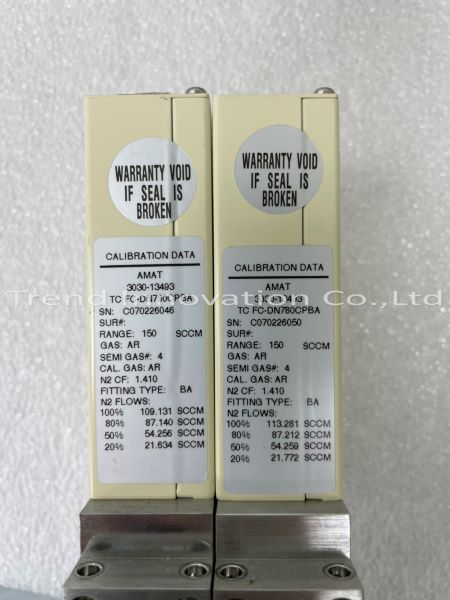 WARRANTY VOID
IF SEAL IS
BROKEN
CALIBRATION DATA
AMAT
3030-13493
TC FC-DN780CPBA
SN: C070226046
SUR#:
RANGE: 150 SCCM
GAS: AR
SEMI GAS#: 4
CAL. GAS: AR
N2 CF: 1.410
FITTING TYPE: BA
N2 FLOWS:
100% 109.131 SCCM
80% 87.140 SCCM
50% 54.256 SCCM
20% 21.634 SCCM
WARRANTY VOID
IF SEAL IS
BROKEN
CALIBRATION DATA
AMAT
3030-13493
TC FC-DN780CPBA
SN: C070226050
SUR#:
RANGE: 150 SCCM
GAS: AR
SEMI GAS#: 4
CAL. GAS: AR
N2 CF: 1.410
FITTING TYPE: BA
N2 FLOWS:
100% 113.281 SCCM
80% 87.212 SCCM
50% 54.259 SCCM
20% 21.772 SCCM
Co.,Ltd